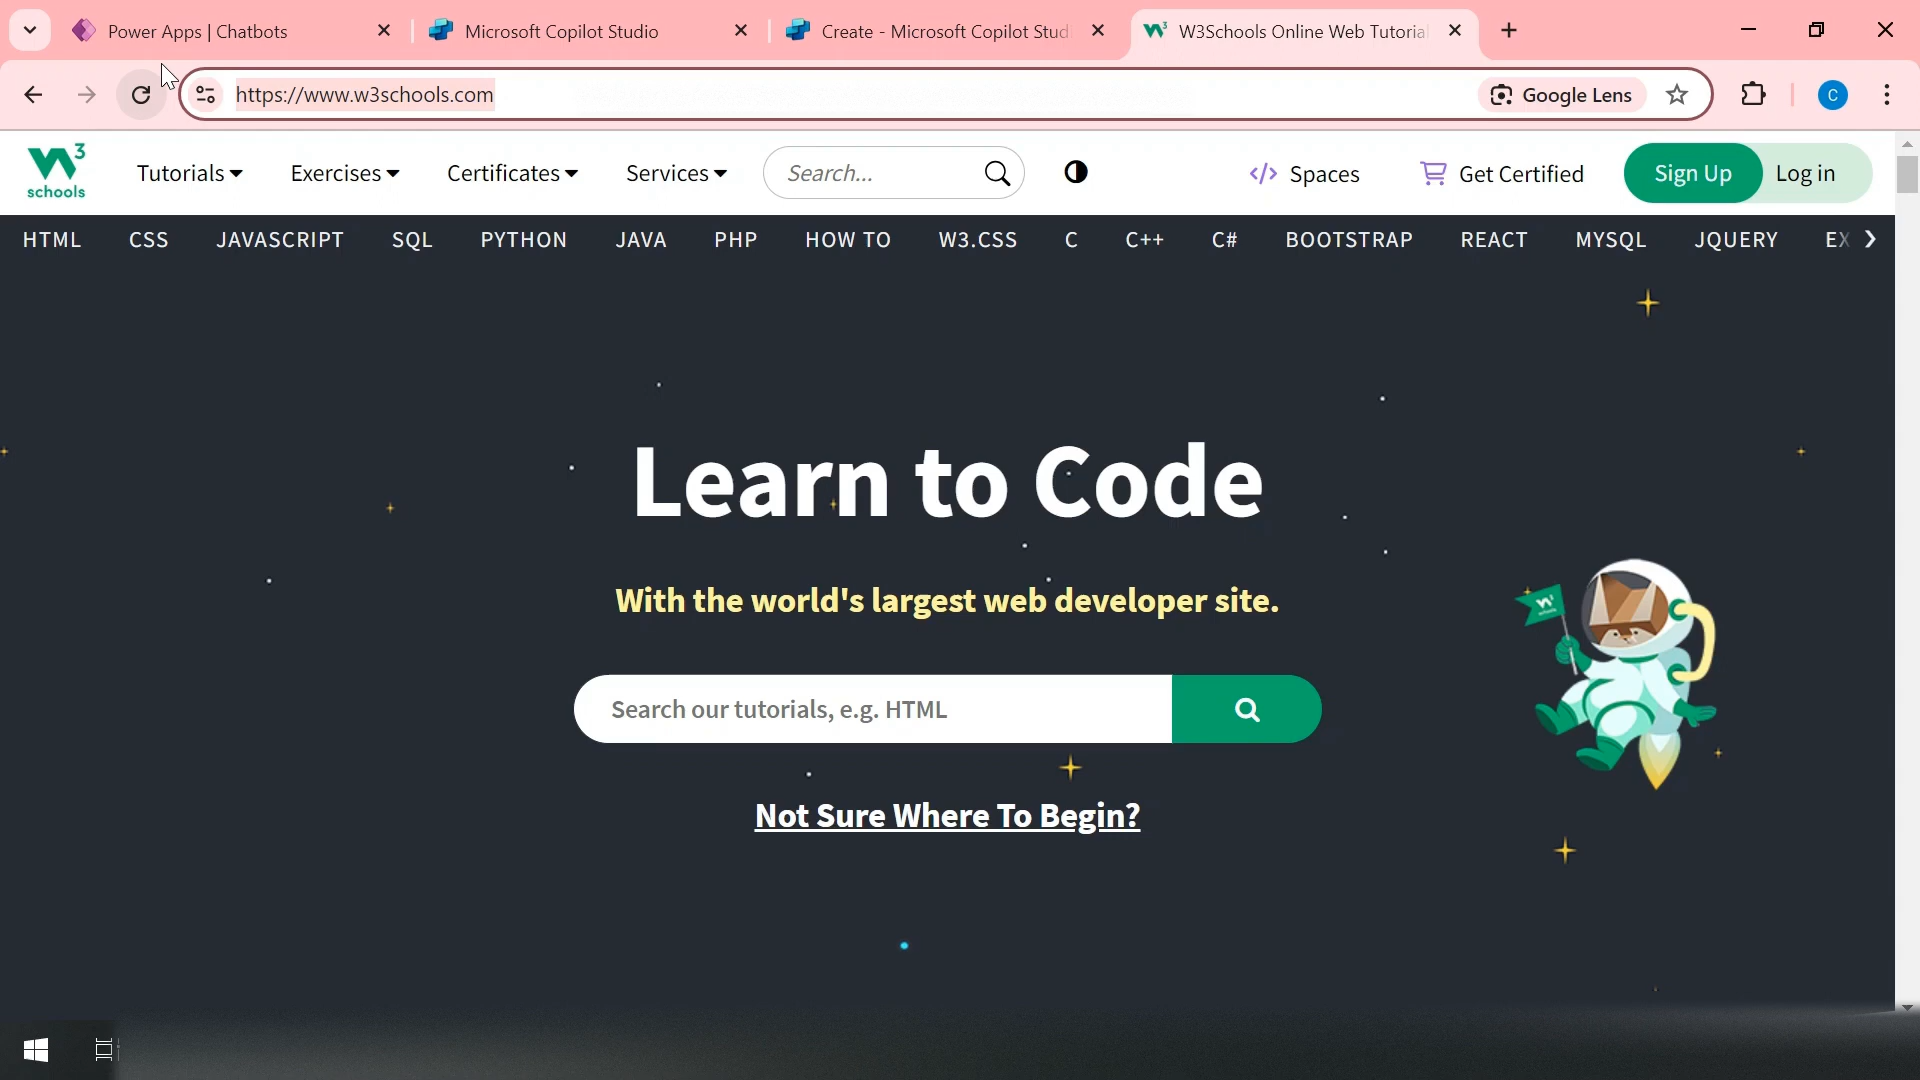 Power Apps | Chatbots
Microsoft Copilot Studio
Create - Microsoft Copilot Stud
W3Schools Online Web Tutorial
https://www.w3schools.com
Google Lens
C
W3 schools
Tutorials
Exercises
Certificates
Services
Search...
Spaces
Get Certified
Sign Up
Log in
HTML CSS JAVASCRIPT SQL PYTHON JAVA PHP HOW TO W3.CSS C C++ C# BOOTSTRAP REACT MYSQL JQUERY EX
Learn to Code
With the world's largest web developer site.
Search our tutorials, e.g. HTML
Not Sure Where To Begin?